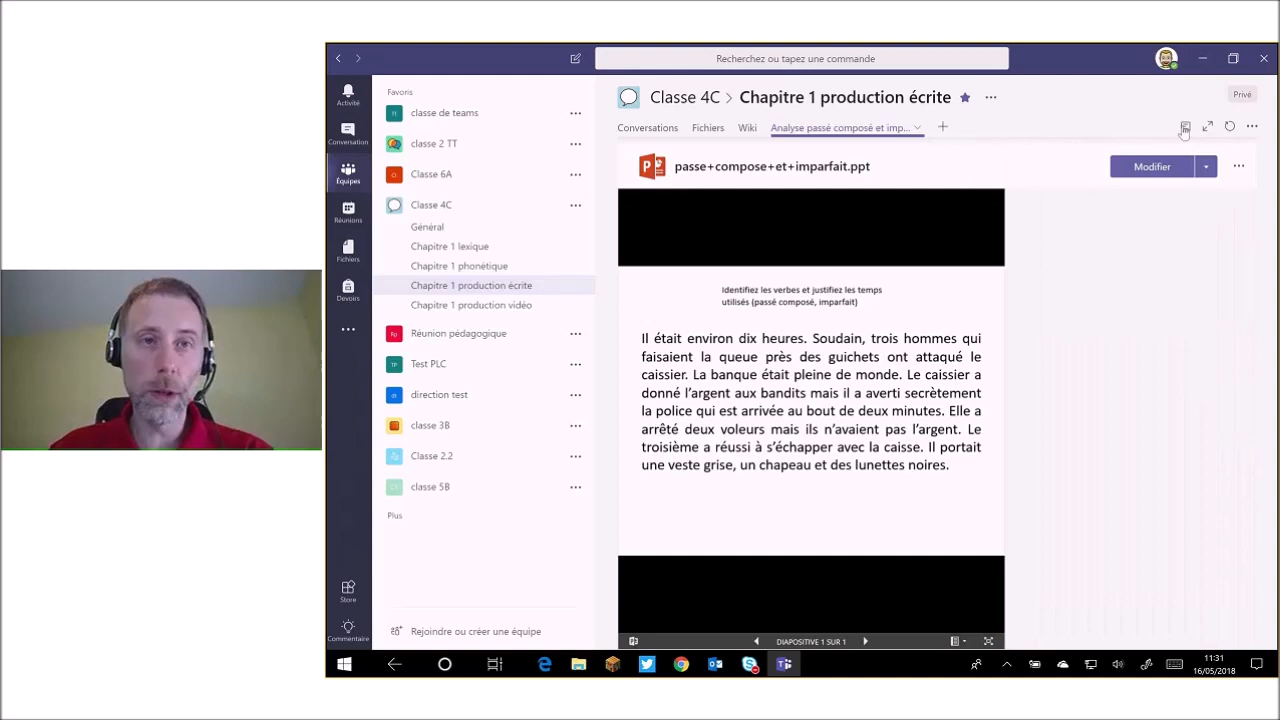 Recherchez ou tapez une commande
Activité
Conversation
Équipes
Réunions
Fichiers
Devoirs
Store
Commentaire
Favoris
classe de teams
classe 2 TT
Classe 6A
Classe 4C
Général
Chapitre 1 lexique
Chapitre 1 phonétique
Chapitre 1 production écrite
Chapitre 1 production vidéo
Réunion pédagogique
Test PLC
direction test
classe 3B
Classe 2.2
classe 5B
Plus
Rejoindre ou créer une équipe
Classe 4C > Chapitre 1 production écrite
Privé
Conversations Fichiers Wiki Analyse passé composé et imp...
passe+compose+et+imparfait.ppt
Modifier
Identifiez les verbes et justifiez les temps
utilisés (passé composé, imparfait)
Il était environ dix heures. Soudain, trois hommes qui
faisaient la queue près des guichets ont attaqué le
caissier. La banque était pleine de monde. Le caissier a
donné l'argent aux bandits mais il a averti secrètement
la police qui est arrivée au bout de deux minutes. Elle a
arrêté deux voleurs mais ils n'avaient pas l'argent. Le
troisième a réussi à s'échapper avec la caisse. Il portait
une veste grise, un chapeau et des lunettes noires.
DIAPOSITIVE 1 SUR 1
11:31
16/05/2018